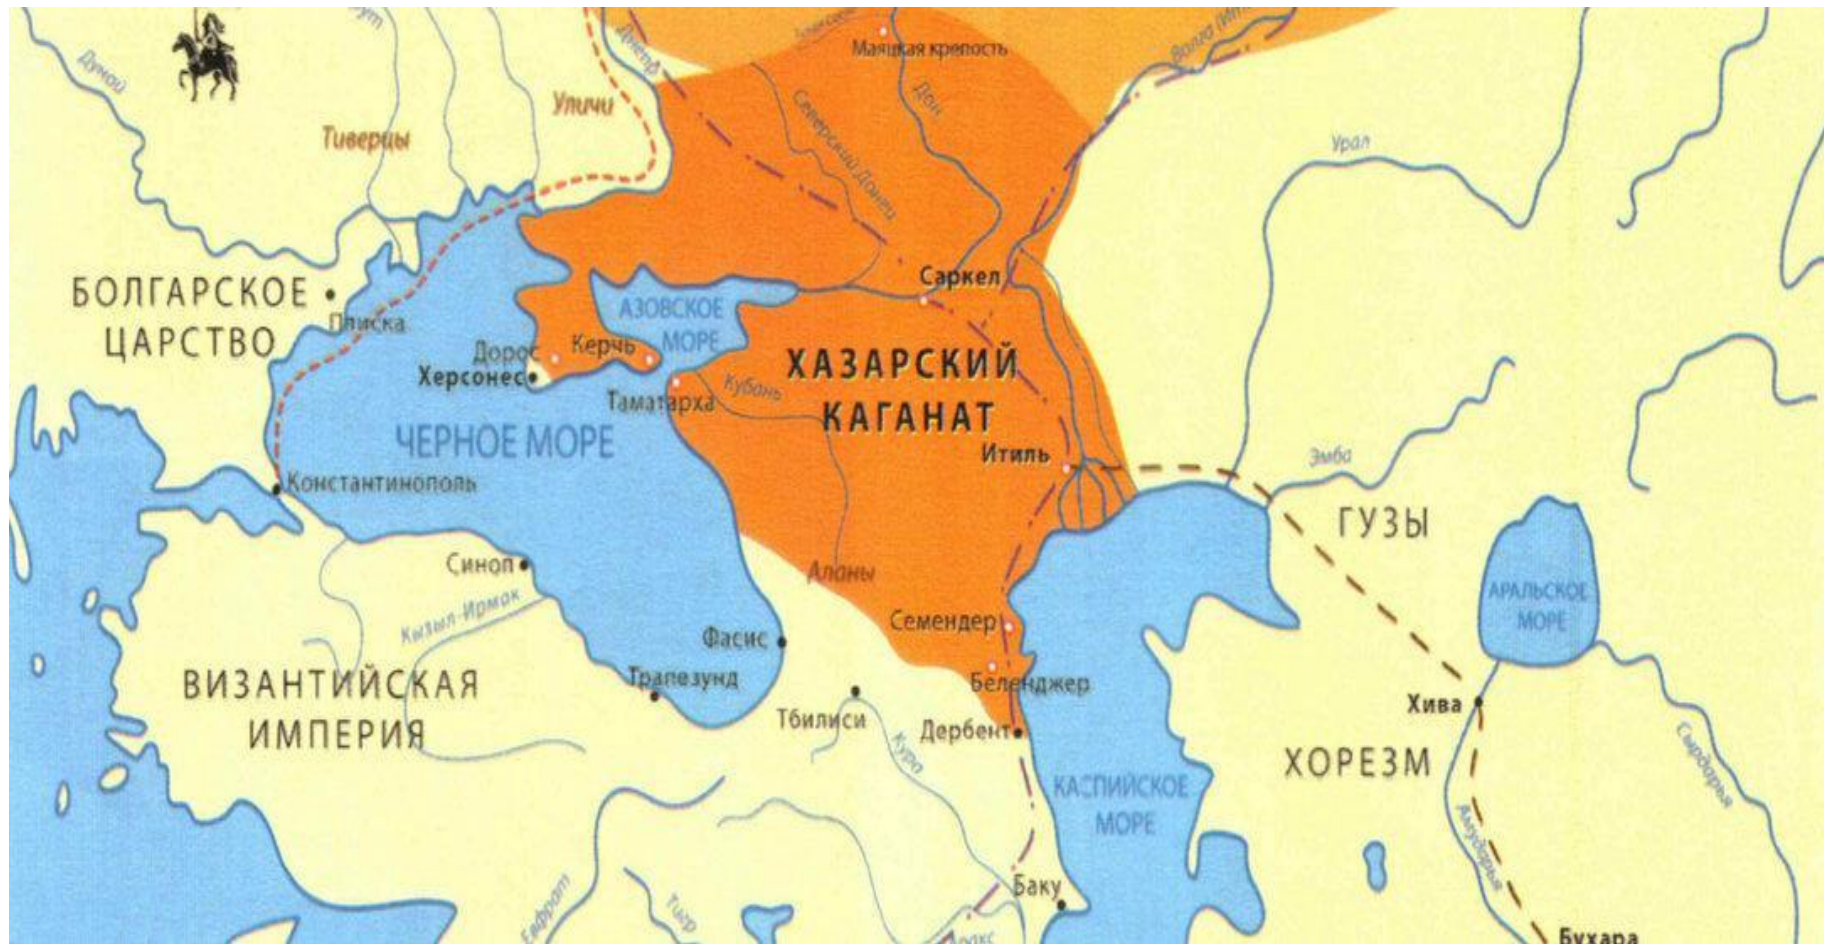 Днепр
Маяцкая крепость
Волга
Дунай
Дон
Уличи
Северский Донец
Тиверцы
Урал
Саркел
БОЛГАРСКОЕ
ЦАРСТВО
Плиска
АЗОВСКОЕ
МОРЕ
Керчь
Дорос
Херсонес
Таматарха
Кубань
ХАЗАРСКИЙ
КАГАНАТ
ЧЕРНОЕ МОРЕ
Итиль
Эмба
Константинополь
ГУЗЫ
Синоп
Аланы
АРАЛЬСКОЕ
МОРЕ
Кызыл-Ирмак
Семендер
Фасис
ВИЗАНТИЙСКАЯ
ИМПЕРИЯ
Трапезунд
Беленджер
Хива
Тбилиси
Дербент
Кура
ХОРЕЗМ
Сырдарья
КАСПИЙСКОЕ
МОРЕ
Амударья
Баку
Евфрат
Тигр
Аракс
Бухара